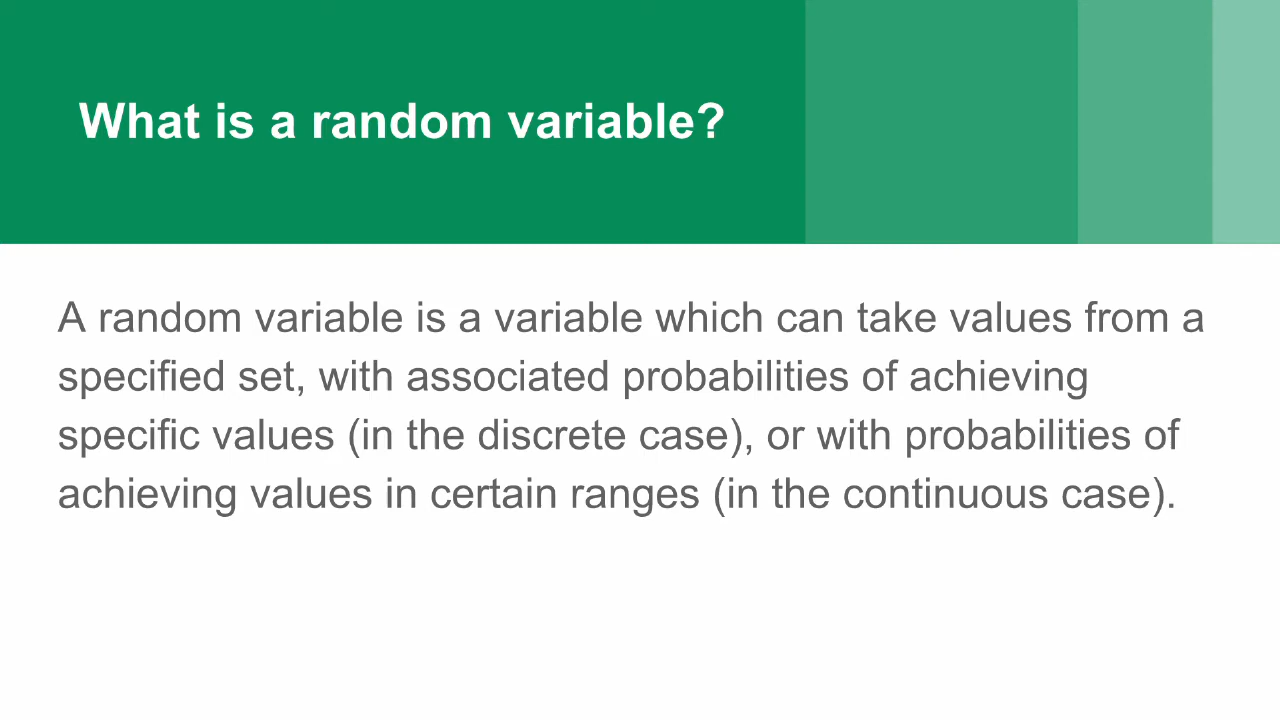 What is a random variable?
A random variable is a variable which can take values from a
specified set, with associated probabilities of achieving
specific values (in the discrete case), or with probabilities of
achieving values in certain ranges (in the continuous case).